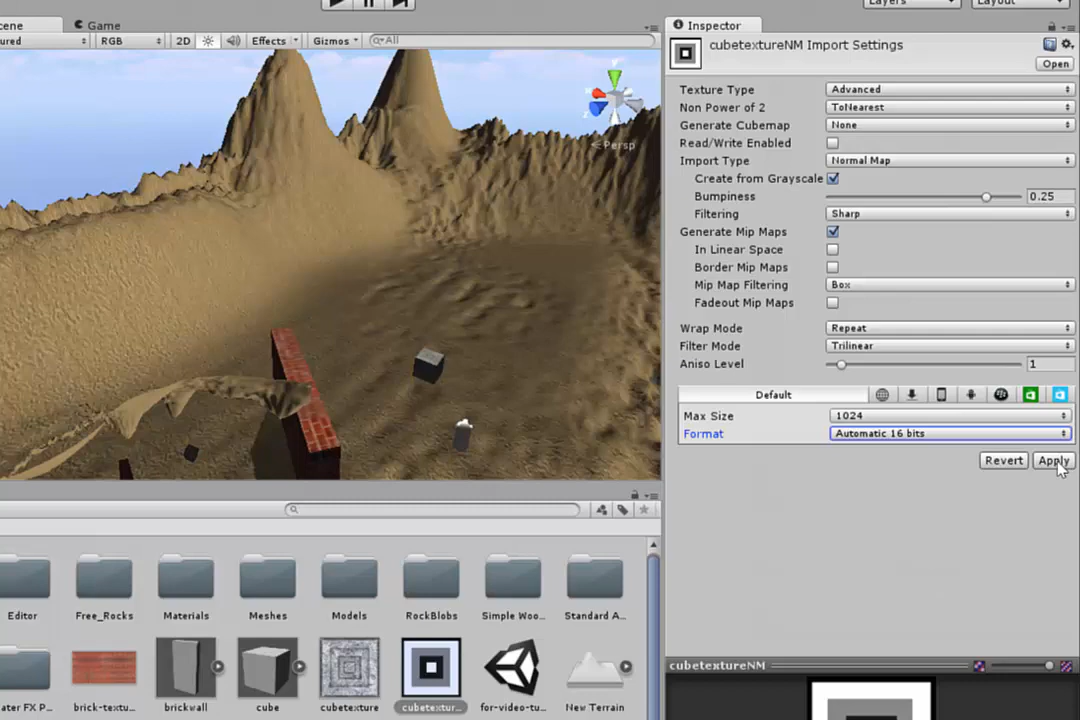 Layers
Layout
cene
Game
ured
RGB
2D
Effects
Gizmos
All
Persp
Inspector
cubetextureNM Import Settings
Open
Texture Type Advanced
Non Power of 2 ToNearest
Generate Cubemap None
Read/Write Enabled
Import Type Normal Map
Create from Grayscale
Bumpiness 0.25
Filtering Sharp
Generate Mip Maps
In Linear Space
Border Mip Maps
Mip Map Filtering Box
Fadeout Mip Maps
Wrap Mode Repeat
Filter Mode Trilinear
Aniso Level 1
Default
Max Size 1024
Format Automatic 16 bits
Revert Apply
Editor Free_Rocks Materials Meshes Models RockBlobs Simple Woo... Standard A...
ater FX P... brick-textu... brickwall cube cubetexture cubetextur... for-video-tu... New Terrain
cubetextureNM